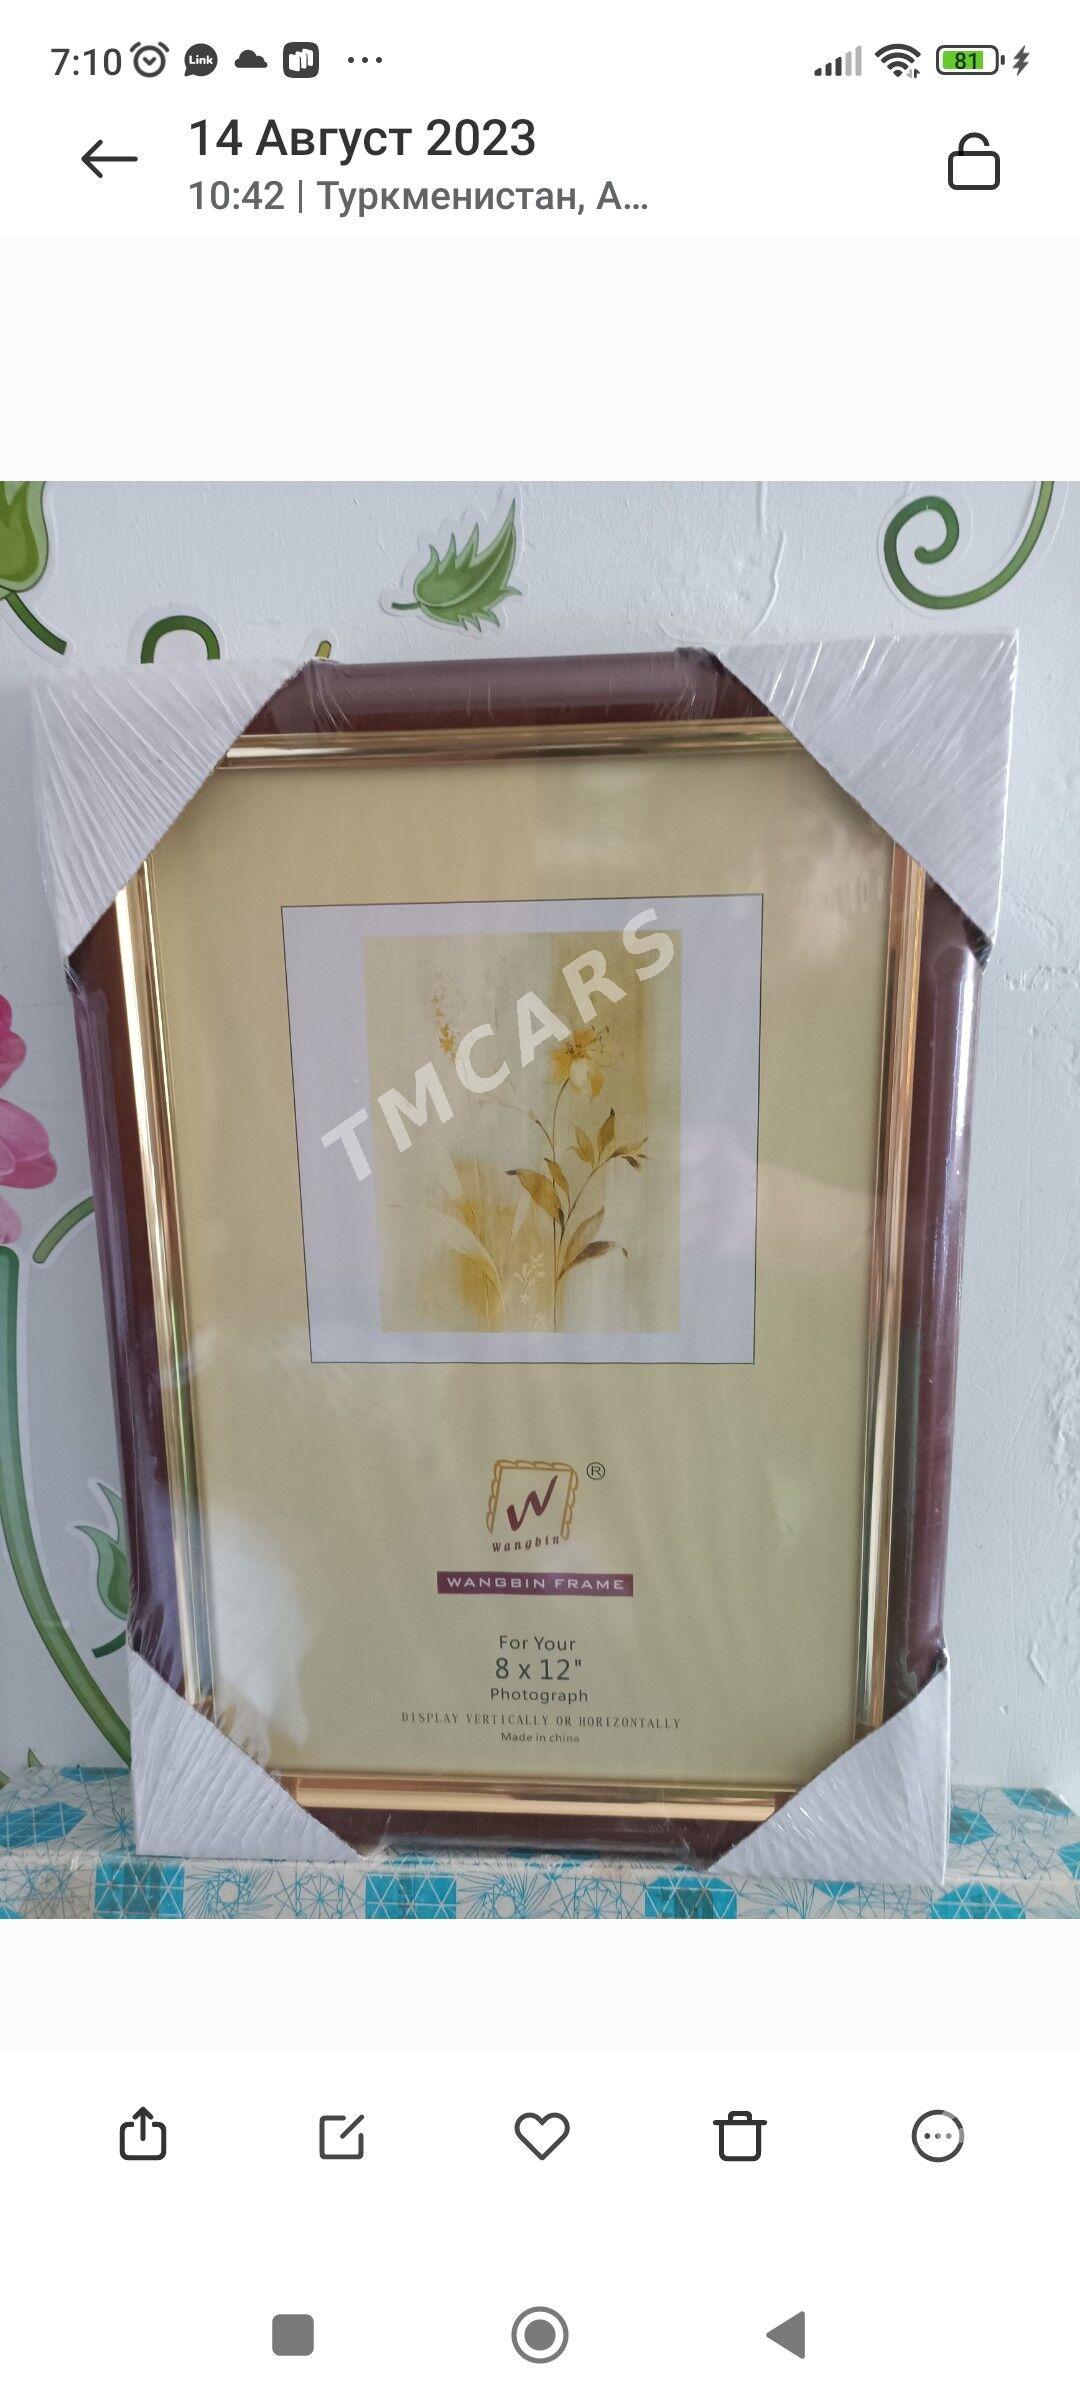 7:10 Link ... 81
14 Август 2023
10:42 | Туркменистан, А...
TMCARS
W ®
Wangbin
WANGBIN FRAME
For Your
8 x 12"
Photograph
DISPLAY VERTICALLY OR HORIZONTALLY
Made in china